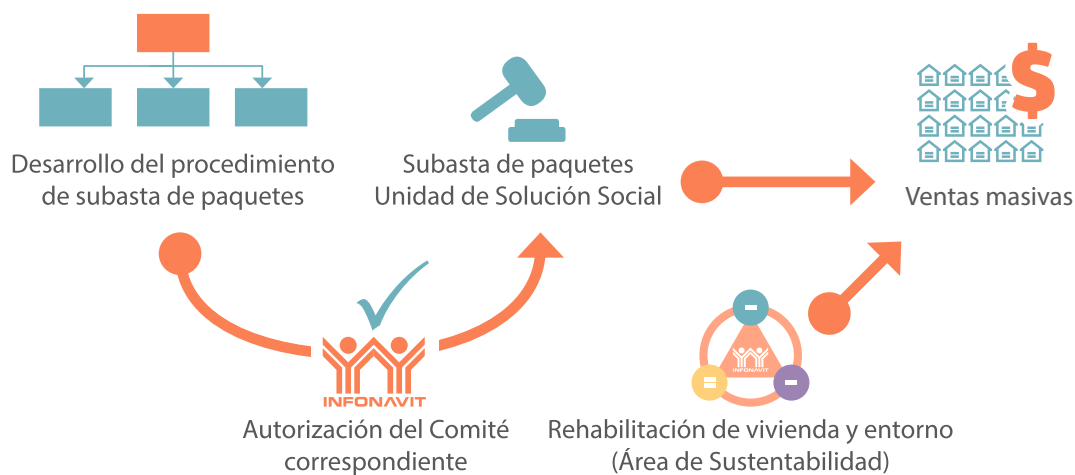 Desarrollo del procedimiento
de subasta de paquetes
Subasta de paquetes
Unidad de Solución Social
$
Ventas masivas
INFONAVIT
Autorización del Comité
correspondiente
INFONAVIT
Rehabilitación de vivienda y entorno
(Área de Sustentabilidad)